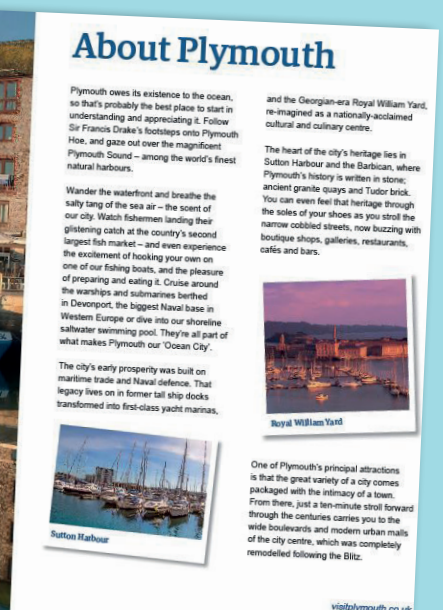 About Plymouth
Plymouth owes its existence to the ocean,
so that's probably the best place to start in
understanding and appreciating it. Follow
Sir Francis Drake's footsteps onto Plymouth
Hoe, and gaze out over the magnificent
Plymouth Sound – among the world's finest
natural harbours.
Wander the waterfront and breathe the
salty tang of the sea air – the scent of
our city. Watch fishermen landing their
glistening catch at the country's second
largest fish market – and even experience
the excitement of hooking your own on
one of our fishing boats, and the pleasure
of preparing and eating it. Cruise around
the warships and submarines berthed
in Devonport, the biggest Naval base in
Western Europe or dive into our shoreline
saltwater swimming pool. They're all part of
what makes Plymouth our 'Ocean City'.
The city's early prosperity was built on
maritime trade and Naval defence. That
legacy lives on in former tall ship docks
transformed into first-class yacht marinas,
Sutton Harbour
and the Georgian-era Royal William Yard,
re-imagined as a nationally-acclaimed
cultural and culinary centre.
The heart of the city's heritage lies in
Sutton Harbour and the Barbican, where
Plymouth's history is written in stone;
ancient granite quays and Tudor brick.
You can even feel that heritage through
the soles of your shoes as you stroll the
narrow cobbled streets, now buzzing with
boutique shops, galleries, restaurants,
cafés and bars.
Royal William Yard
One of Plymouth's principal attractions
is that the great variety of a city comes
packaged with the intimacy of a town.
From there, just a ten-minute stroll forward
through the centuries carries you to the
wide boulevards and modern urban malls
of the city centre, which was completely
remodelled following the Blitz.
visitplymouth.co.uk